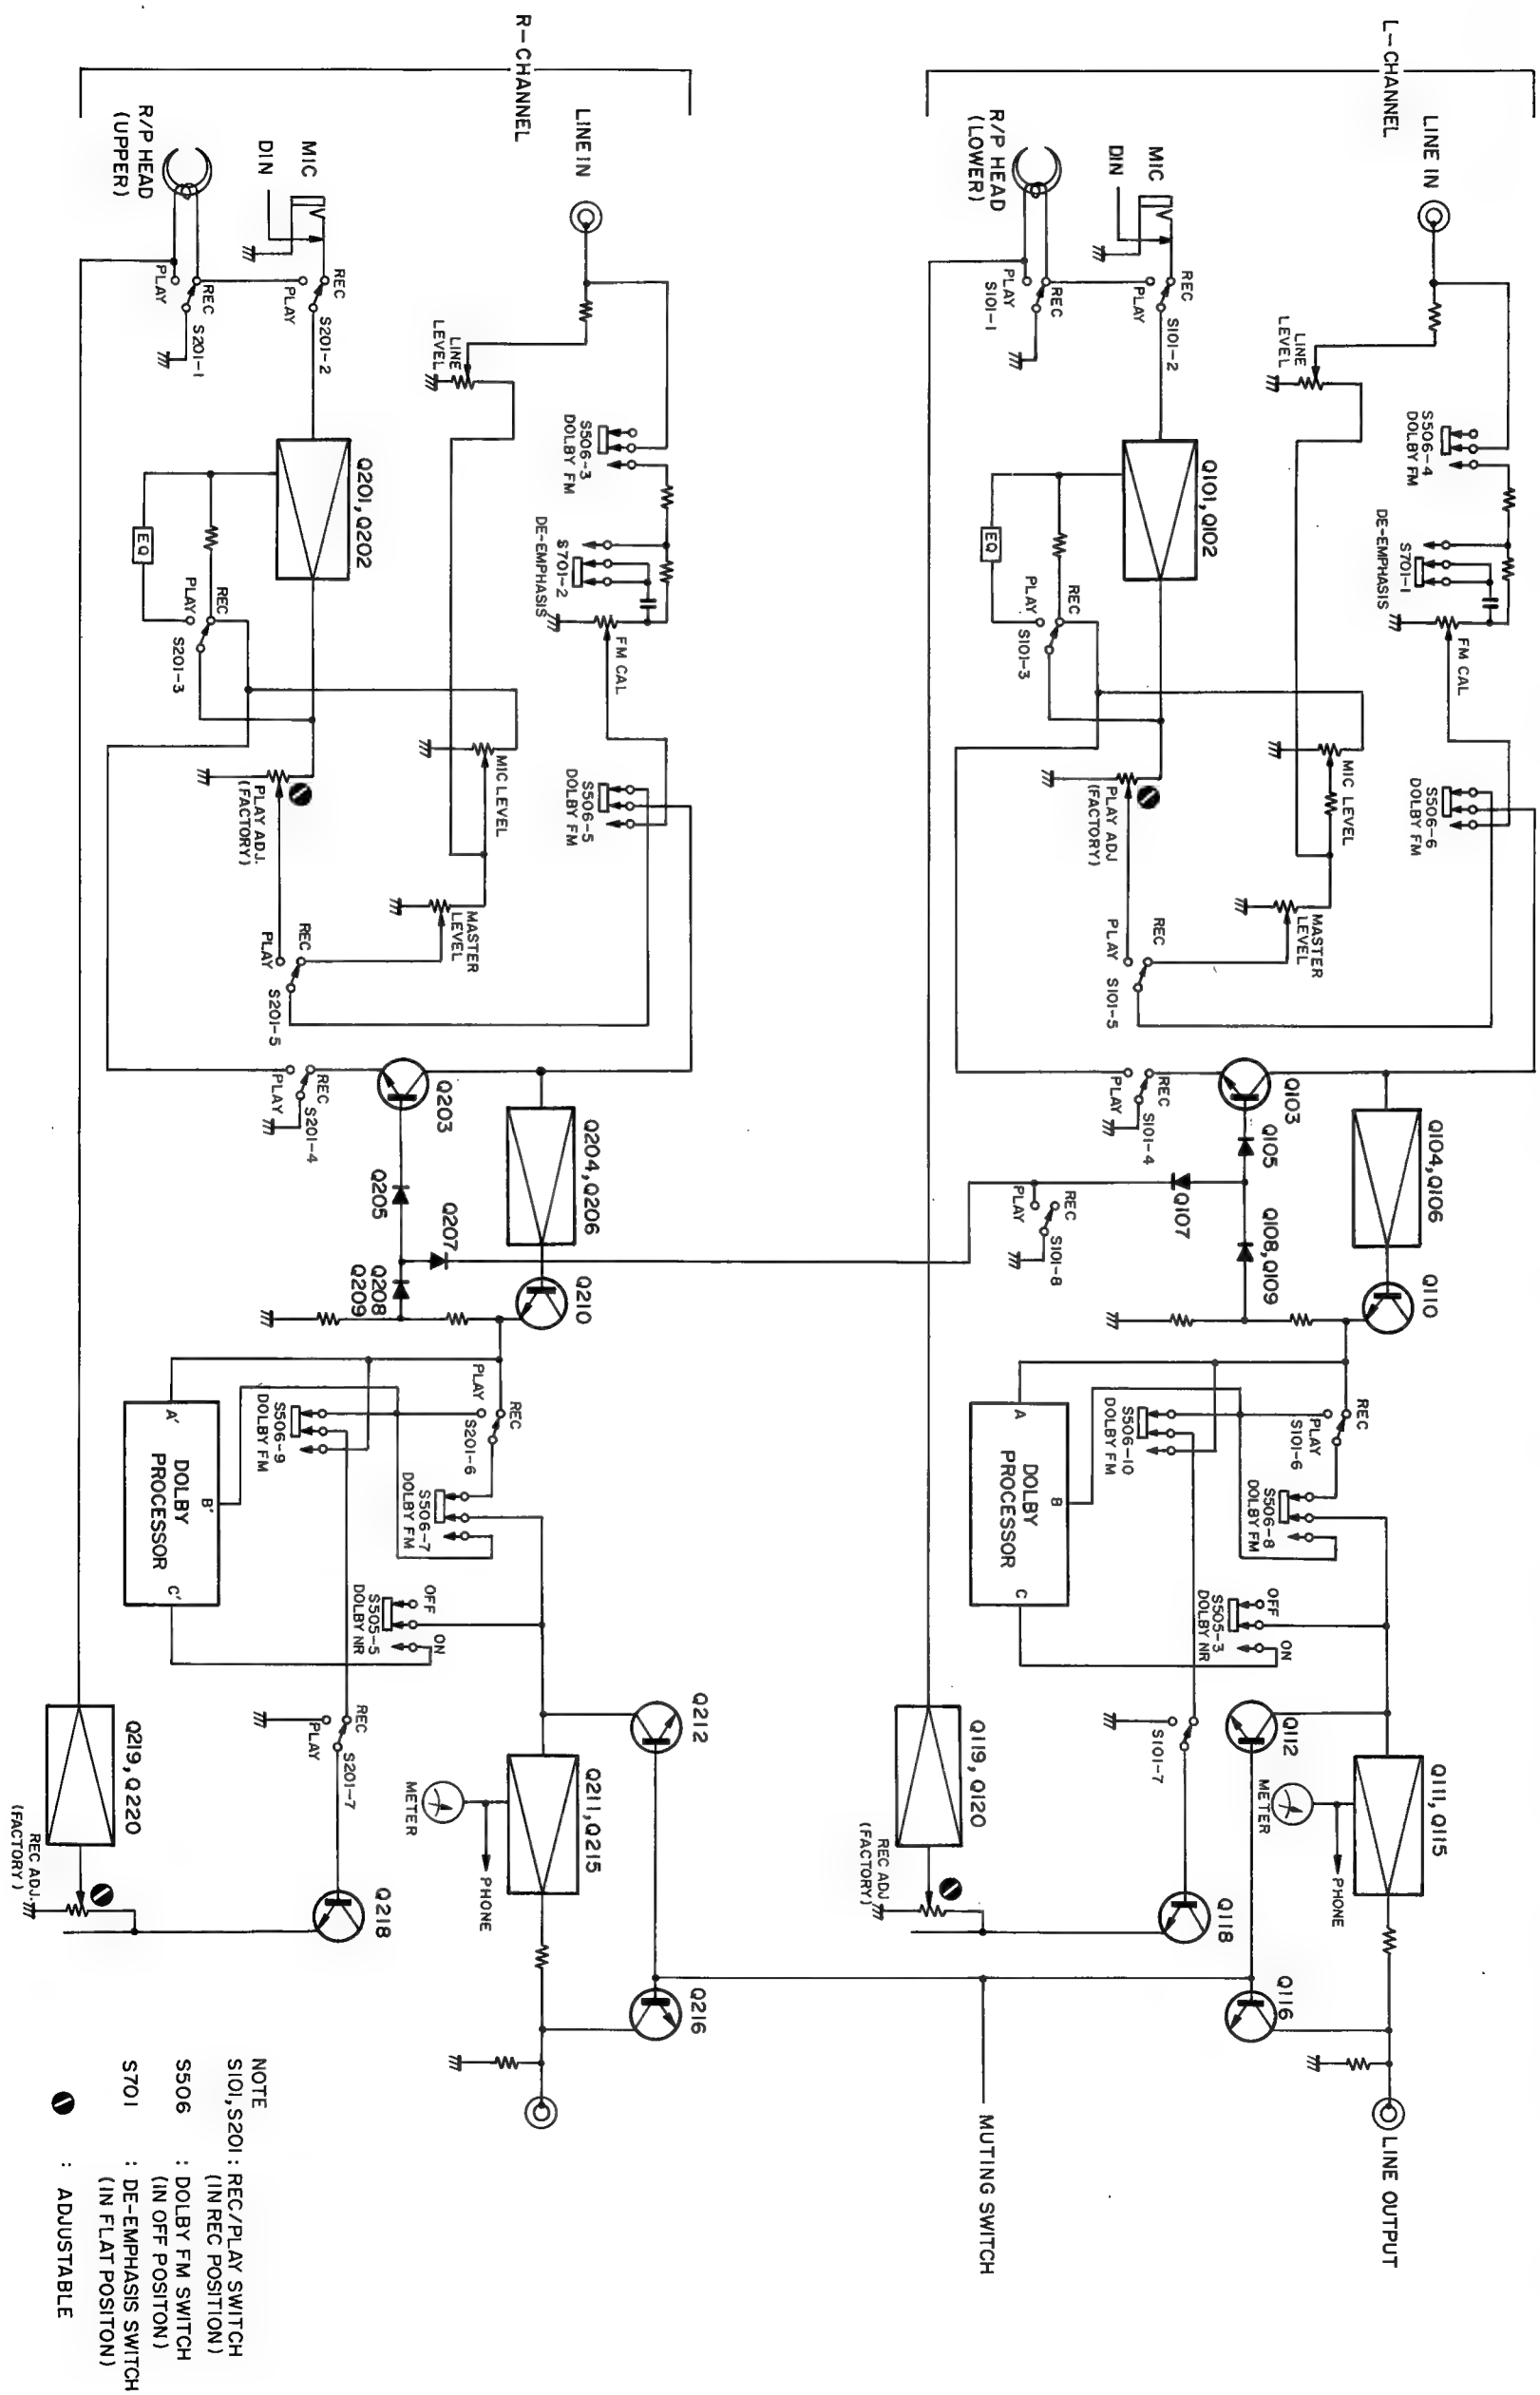 L-CHANNEL
LINE IN
S506-4
DOLBY FM
DE-EMPHASIS
S701-1
FM CAL
S506-6
DOLBY FM
LINE
LEVEL
MIC LEVEL
MASTER
LEVEL
MIC
DIN
REC
PLAY
S101-2
R/P HEAD
(LOWER)
REC
PLAY
S101-1
Q101, Q102
EQ
REC
PLAY
S101-3
PLAY ADJ
(FACTORY)
REC
PLAY
S101-5
REC
PLAY
S101-4
Q103
Q104, Q106
Q105
Q107
Q108, Q109
Q110
REC
PLAY
S101-8
REC
PLAY
S101-6
S506-8
DOLBY FM
S506-10
DOLBY FM
A
B
C
DOLBY
PROCESSOR
OFF
ON
S505-3
DOLBY NR
S101-7
Q112
Q111, Q115
METER
PHONE
Q119, Q120
REC ADJ
(FACTORY)
Q118
Q116
LINE OUTPUT
MUTING SWITCH
R-CHANNEL
LINE IN
S506-3
DOLBY FM
DE-EMPHASIS
S701-2
FM CAL
S506-5
DOLBY FM
LINE
LEVEL
MIC LEVEL
MASTER
LEVEL
MIC
DIN
REC
PLAY
S201-2
R/P HEAD
(UPPER)
REC
PLAY
S201-1
Q201, Q202
EQ
REC
PLAY
S201-3
PLAY ADJ.
(FACTORY)
REC
PLAY
S201-5
REC
PLAY
S201-4
Q203
Q204, Q206
Q205
Q207
Q208
Q209
Q210
REC
PLAY
S201-6
S506-7
DOLBY FM
S506-9
DOLBY FM
A'
B'
C'
DOLBY
PROCESSOR
OFF
ON
S505-5
DOLBY NR
REC
PLAY
S201-7
Q212
Q211, Q215
METER
PHONE
Q219, Q220
REC ADJ.
(FACTORY)
Q218
Q216
NOTE
S101, S201 : REC/PLAY SWITCH
(IN REC POSITION)
S506 : DOLBY FM SWITCH
(IN OFF POSITON)
S701 : DE-EMPHASIS SWITCH
(IN FLAT POSITON)
: ADJUSTABLE